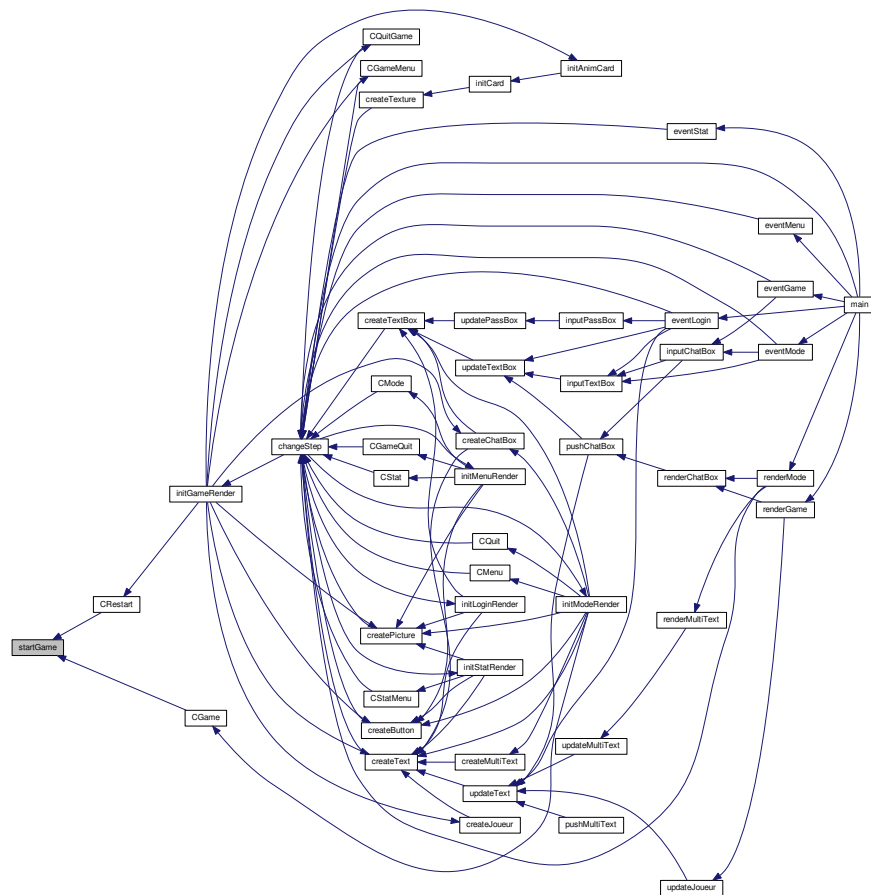 CQuitGame
CGameMenu
initAnimCard
initCard
createTexture
eventStat
eventMenu
eventGame
main
createTextBox
updatePassBox
inputPassBox
eventLogin
inputChatBox
eventMode
updateTextBox
inputTextBox
CMode
changeStep
CGameQuit
createChatBox
pushChatBox
CStat
initMenuRender
renderChatBox
renderMode
initGameRender
renderGame
CQuit
CMenu
CRestart
initLoginRender
initModeRender
renderMultiText
createPicture
startGame
initStatRender
CStatMenu
CGame
createButton
updateMultiText
createText
createMultiText
updateText
createJoueur
pushMultiText
updateJoueur